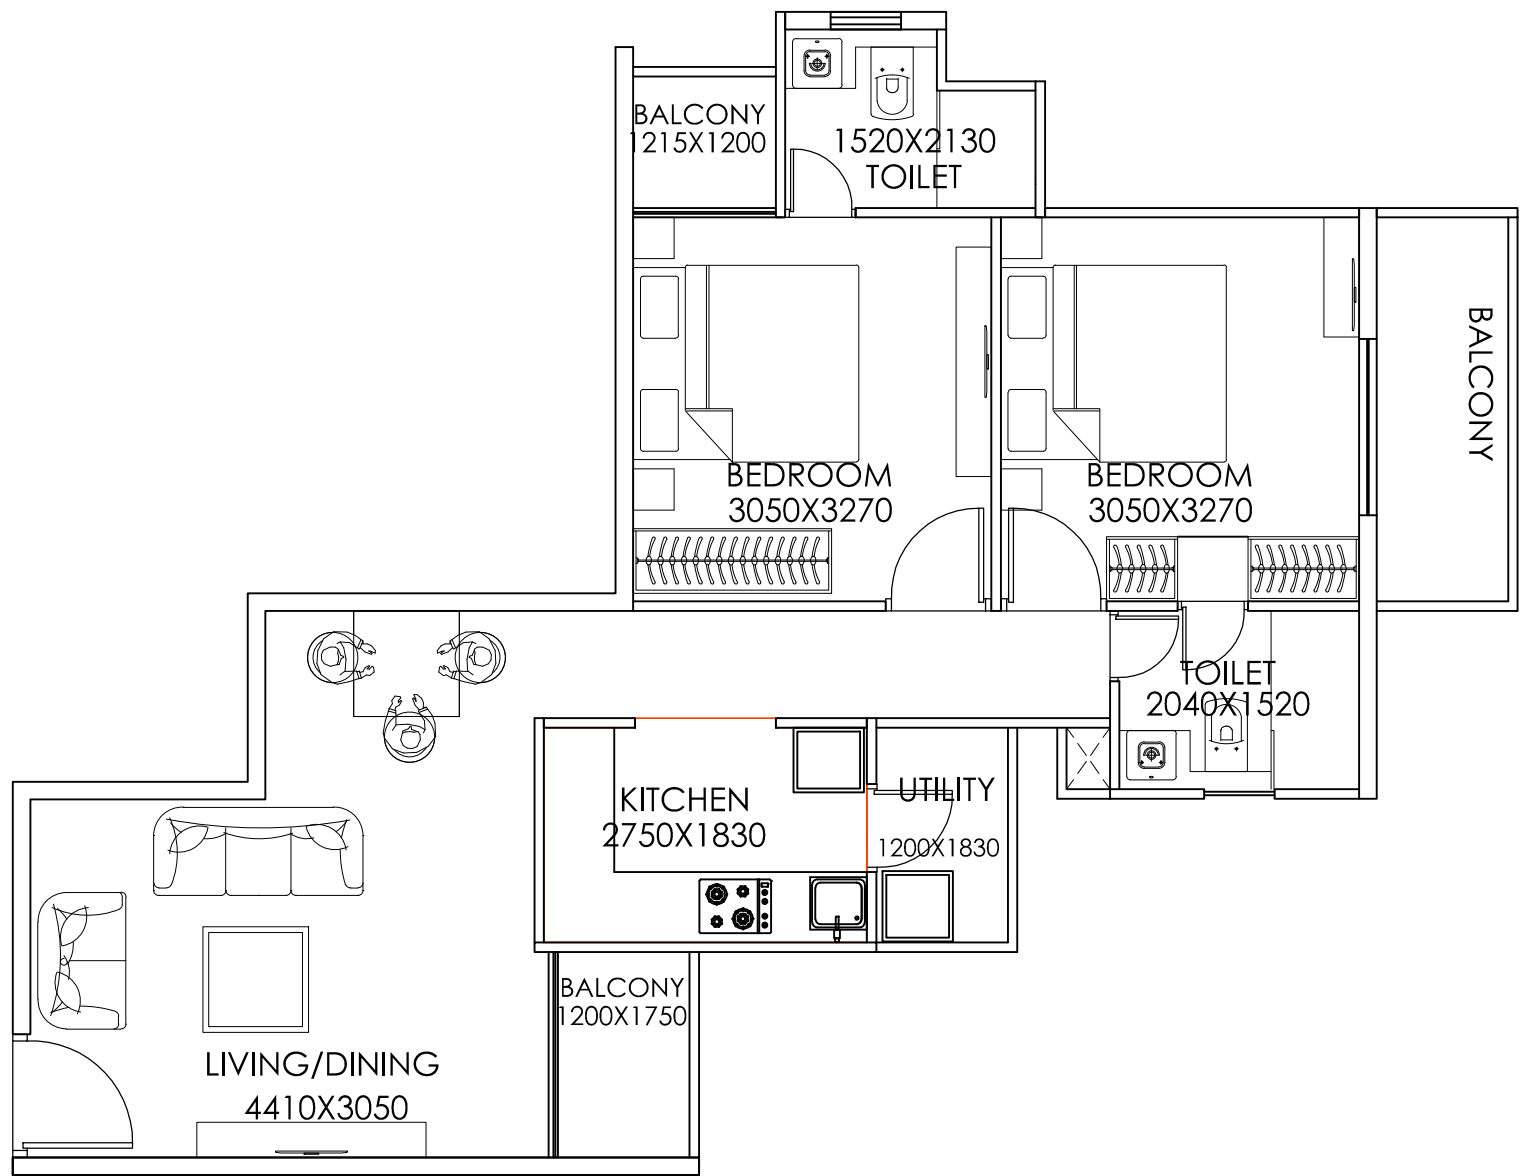 BALCONY
1215X1200
1520X2130
TOILET
BALCONY
BEDROOM
3050X3270
BEDROOM
3050X3270
TOILET
2040X1520
KITCHEN
2750X1830
UTILITY
1200X1830
BALCONY
1200X1750
LIVING/DINING
4410X3050